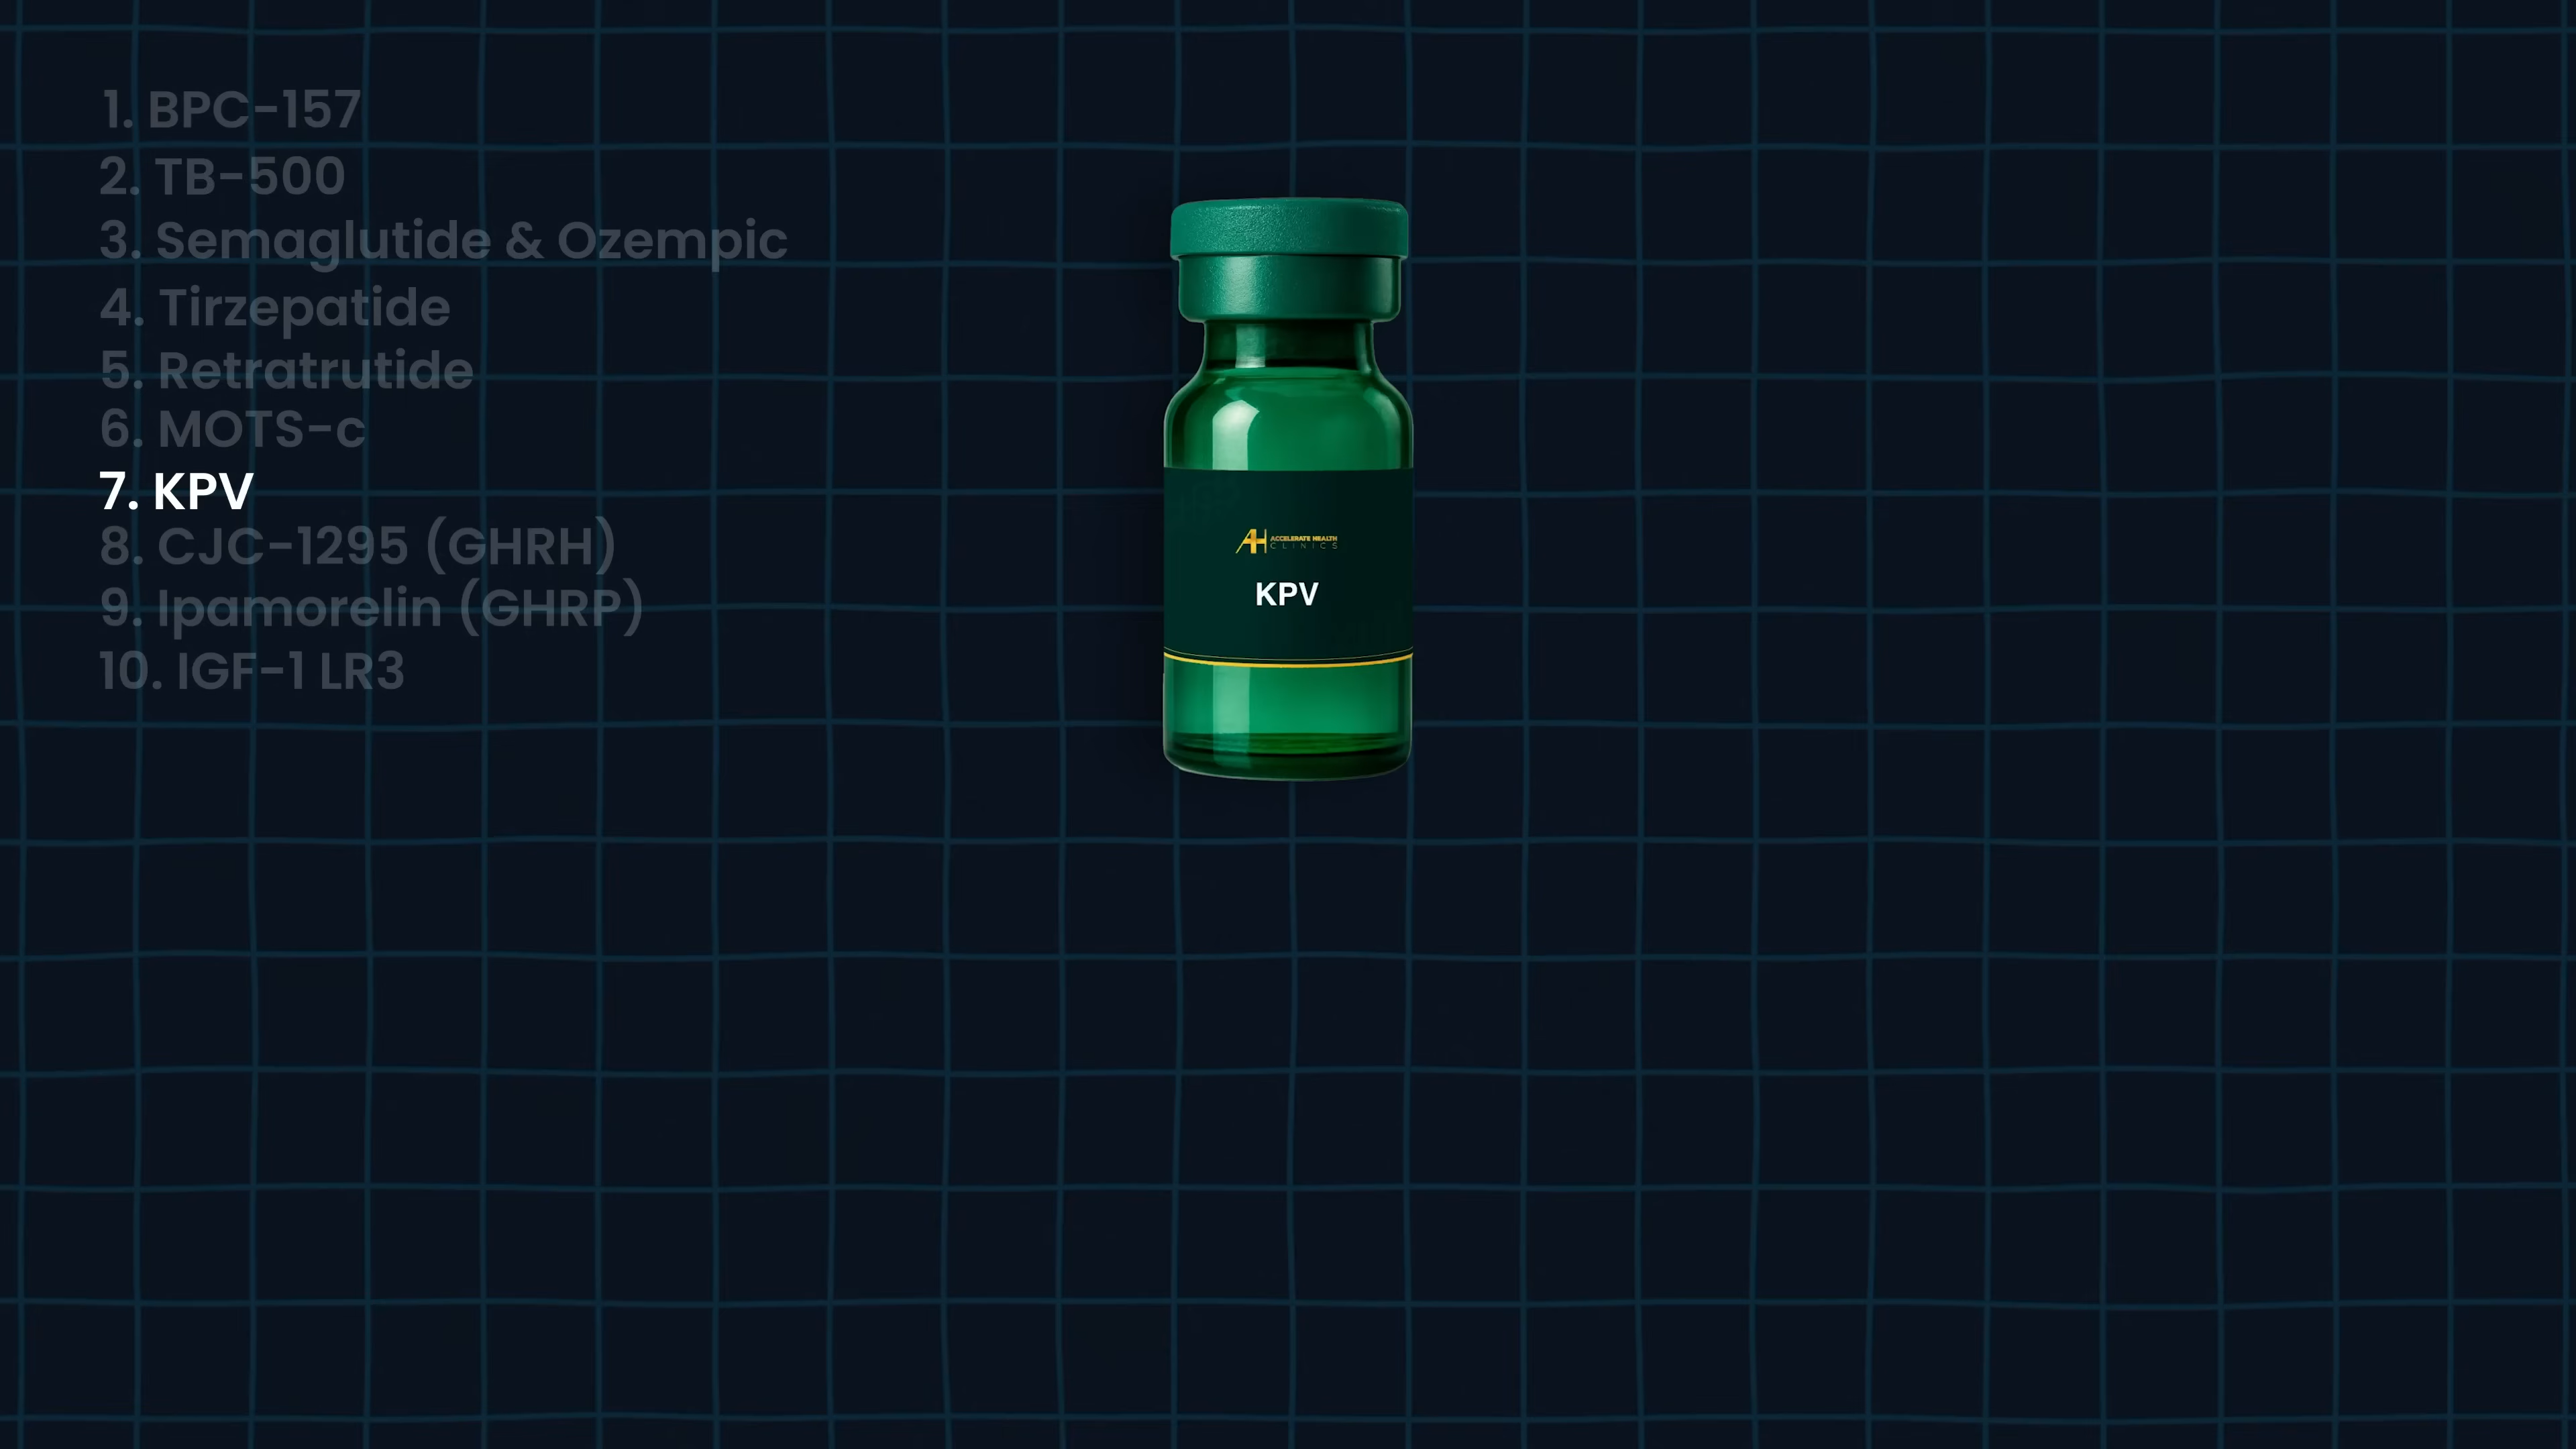 1. BPC-157
2. TB-500
3. Semaglutide & Ozempic
4. Tirzepatide
5. Retratrutide
6. MOTS-c
7. KPV
8. CJC-1295 (GHRH)
9. Ipamorelin (GHRP)
10. IGF-1 LR3
AH ACCELERATE HEALTH
CLINICS
KPV